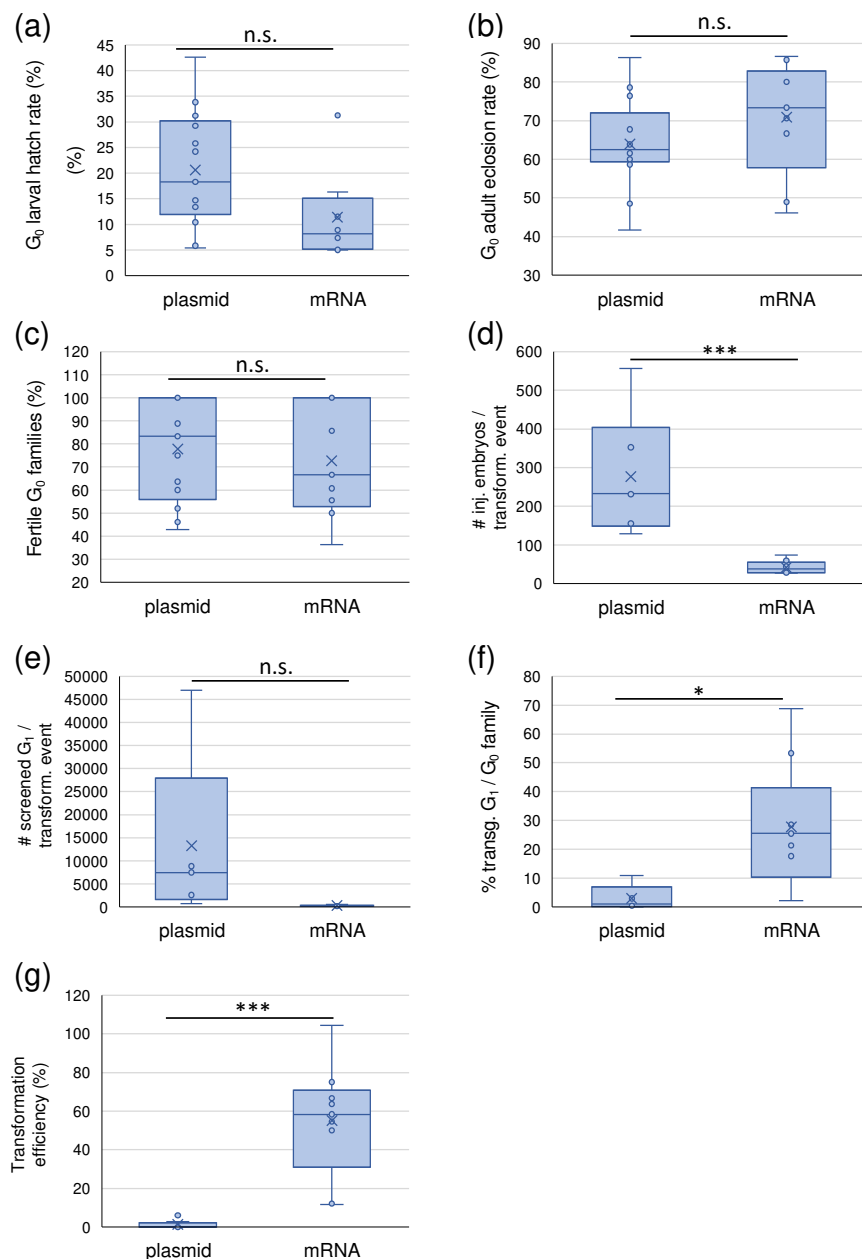 (a)
n.s.
G₀ larval hatch rate (%)
(%)
45
40
35
30
25
20
15
10
5
0
plasmid mRNA
(b)
n.s.
G₀ adult eclosion rate (%)
90
80
70
60
50
40
30
plasmid mRNA
(c)
n.s.
Fertile G₀ families (%)
120
110
100
90
80
70
60
50
40
30
20
plasmid mRNA
(d)
***
# inj. embryos /
transform. event
600
500
400
300
200
100
0
plasmid mRNA
(e)
n.s.
# screened G₁ /
transform. event
50000
45000
40000
35000
30000
25000
20000
15000
10000
5000
0
plasmid mRNA
(f)
*
% transg. G₁ / G₀ family
80
70
60
50
40
30
20
10
0
plasmid mRNA
(g)
***
Transformation
efficiency (%)
120
100
80
60
40
20
0
plasmid mRNA